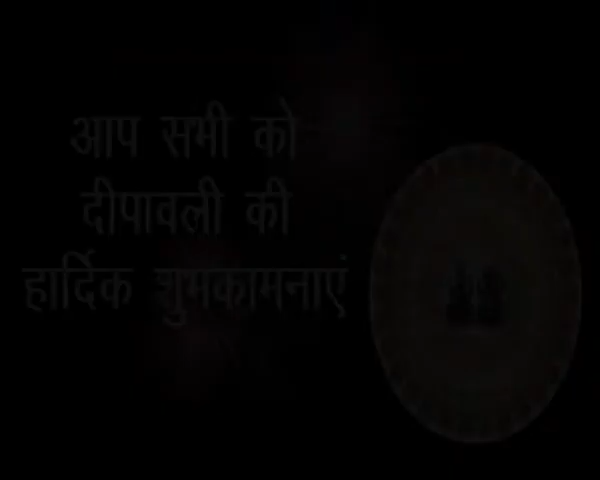 आप सभी को
दीपावली की
हार्दिक शुभकामनाएं